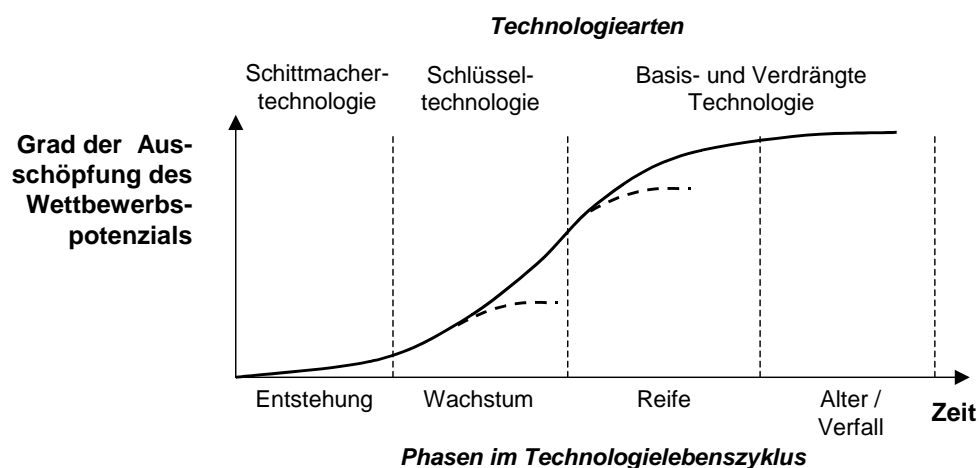 Technologiearten
Schittmacher-
technologie
Schlüssel-
technologie
Basis- und Verdrängte
Technologie
Grad der Aus-
schöpfung des
Wettbewerbs-
potenzials
Entstehung
Wachstum
Reife
Alter /
Verfall
Zeit
Phasen im Technologielebenszyklus